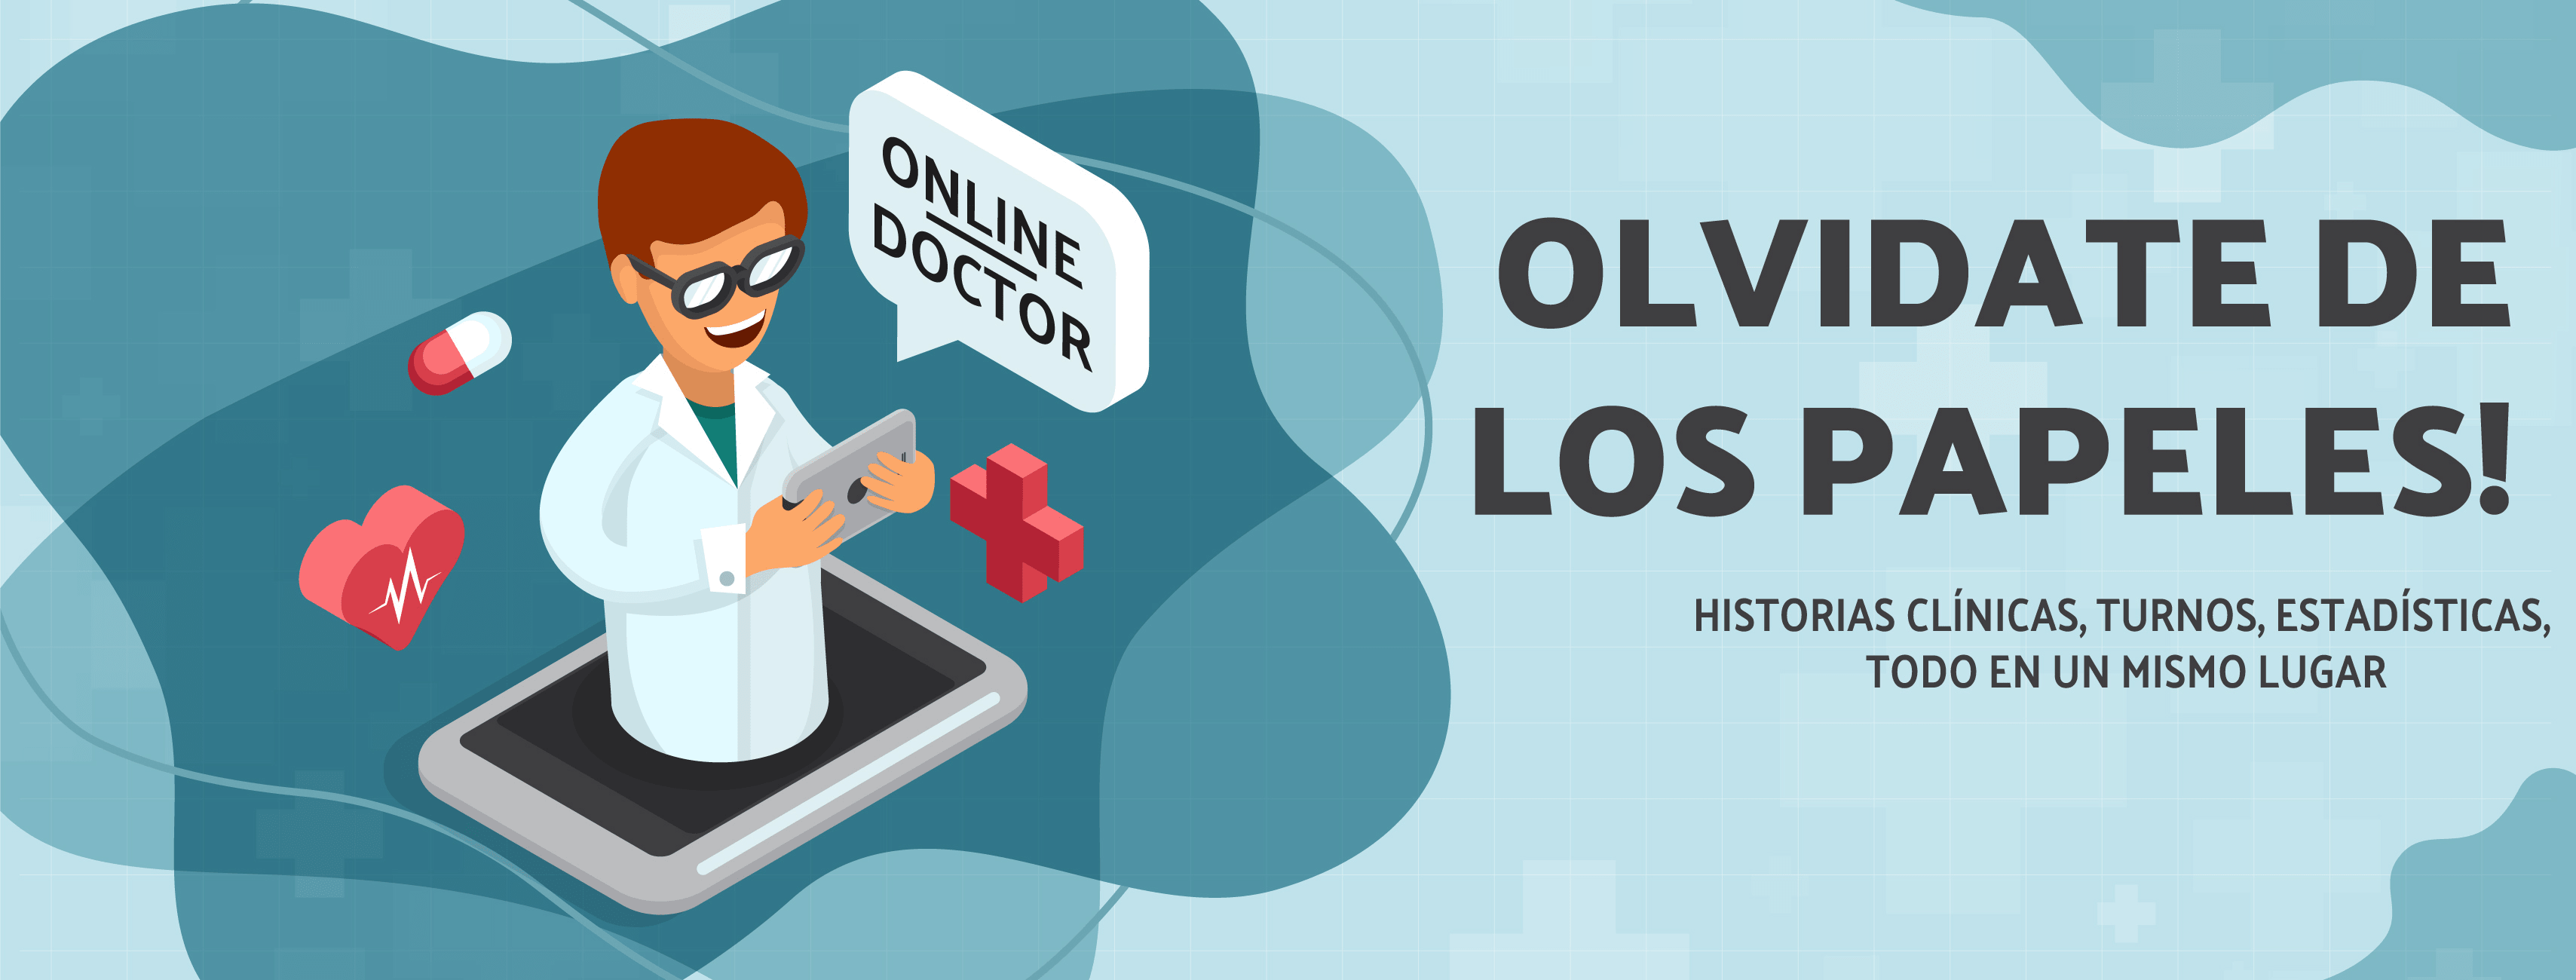 ONLINE
DOCTOR
OLVIDATE DE
LOS PAPELES!
HISTORIAS CLÍNICAS, TURNOS, ESTADÍSTICAS,
TODO EN UN MISMO LUGAR